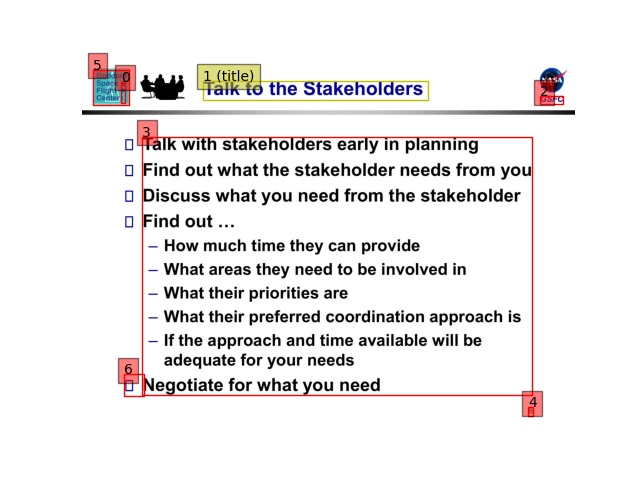 5
0
1 (title)
2
Goddard
Space
Flight
Center
GSFC
Talk to the Stakeholders
3
Talk with stakeholders early in planning
Find out what the stakeholder needs from you
Discuss what you need from the stakeholder
Find out …
– How much time they can provide
– What areas they need to be involved in
– What their priorities are
– What their preferred coordination approach is
– If the approach and time available will be
adequate for your needs
6
Negotiate for what you need
4